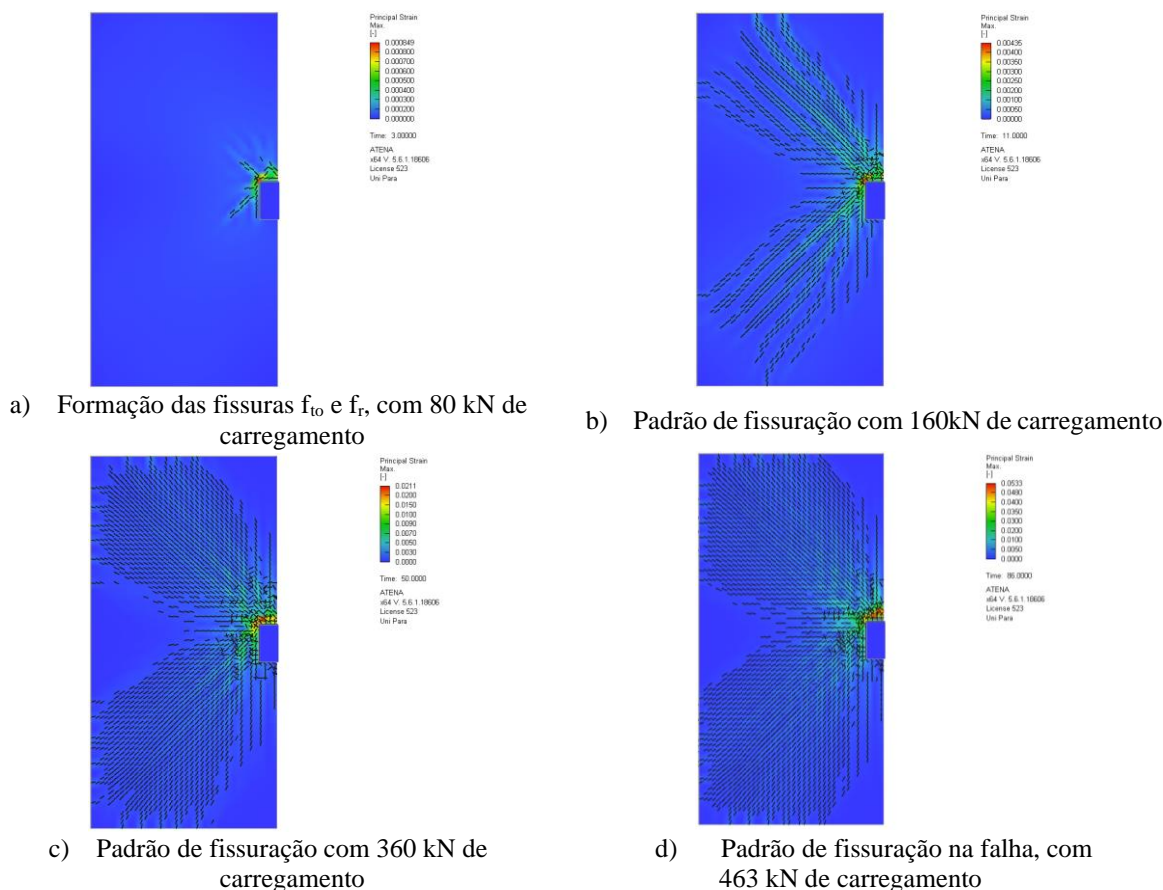 Principal Strain
Max.
[-]
0.000849
0.000800
0.000700
0.000600
0.000500
0.000400
0.000300
0.000200
0.000000
Time: 3.00000
ATENA
x64 V. 5.6.1.18606
License 523
Uni Para
Principal Strain
Max.
[-]
0.00435
0.00400
0.00350
0.00300
0.00250
0.00200
0.00100
0.00050
0.00000
Time: 11.0000
ATENA
x64 V. 5.6.1.18606
License 523
Uni Para
a) Formação das fissuras fto e fr, com 80 kN de
carregamento
b) Padrão de fissuração com 160kN de carregamento
Principal Strain
Max.
[-]
0.0211
0.0200
0.0150
0.0100
0.0090
0.0070
0.0050
0.0030
0.0000
Time: 50.0000
ATENA
x64 V. 5.6.1.18606
License 523
Uni Para
Principal Strain
Max.
[-]
0.0533
0.0480
0.0400
0.0350
0.0300
0.0200
0.0100
0.0050
0.0000
Time: 86.0000
ATENA
x64 V. 5.6.1.18606
License 523
Uni Para
c) Padrão de fissuração com 360 kN de
carregamento
d) Padrão de fissuração na falha, com
463 kN de carregamento